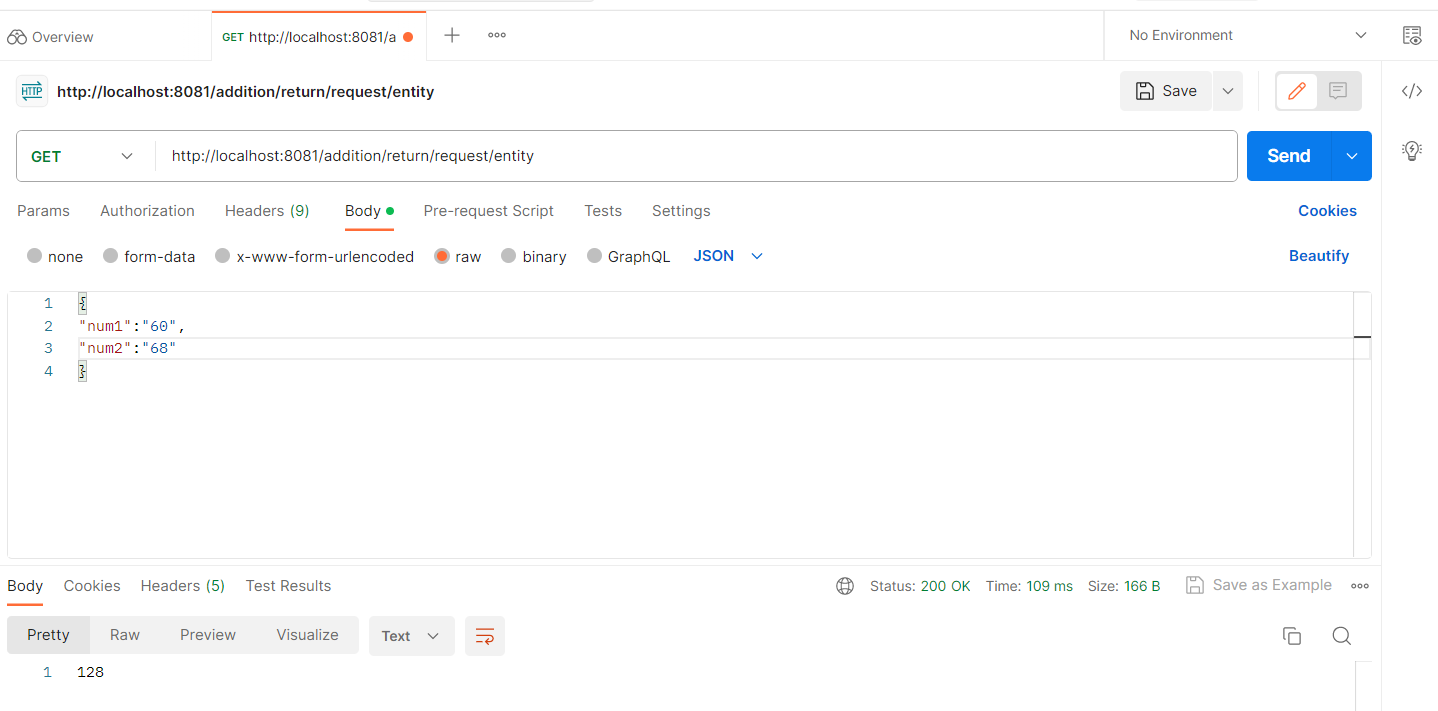 Overview GET http://localhost:8081/a No Environment
HTTP http://localhost:8081/addition/return/request/entity Save
GET http://localhost:8081/addition/return/request/entity Send
Params Authorization Headers (9) Body Pre-request Script Tests Settings Cookies
none form-data x-www-form-urlencoded raw binary GraphQL JSON Beautify
1 {
2 "num1":"60",
3 "num2":"68"
4 }
Body Cookies Headers (5) Test Results Status: 200 OK Time: 109 ms Size: 166 B Save as Example
Pretty Raw Preview Visualize Text
1 128